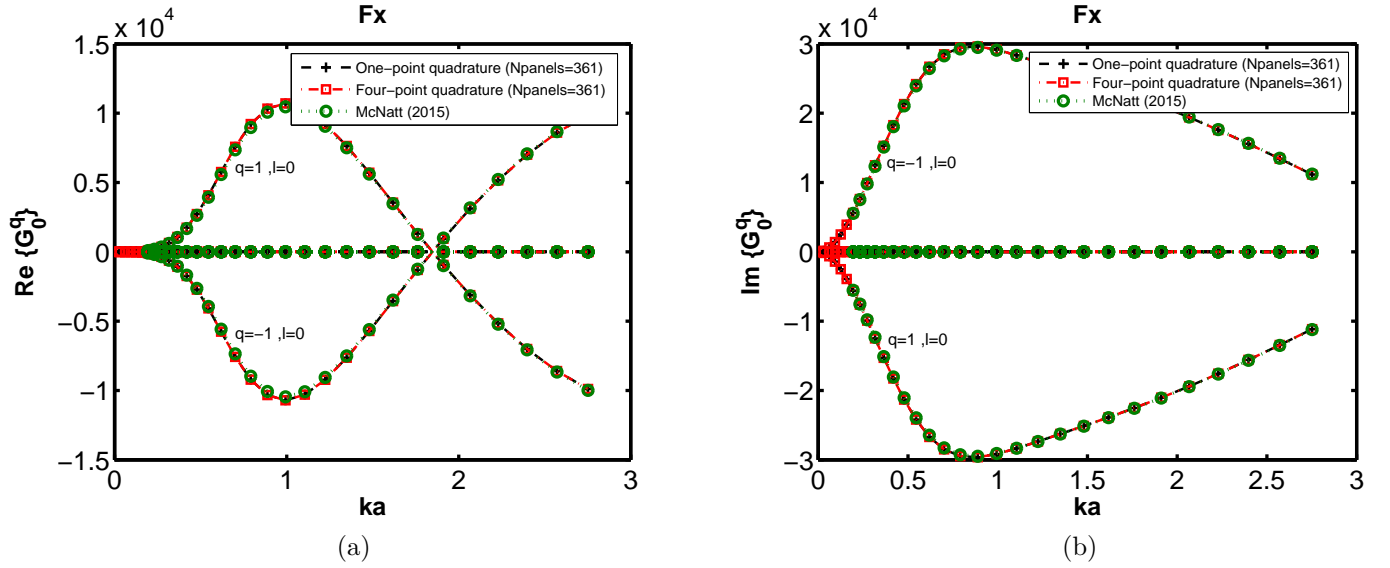 Fx
x 10^4
1.5
1
0.5
0
−0.5
−1
−1.5
Re {G_0^q}
One−point quadrature (Npanels=361)
Four−point quadrature (Npanels=361)
McNatt (2015)
q=1 ,l=0
q=−1 ,l=0
0 1 2 3
ka
(a)
Fx
x 10^4
3
2
1
0
−1
−2
−3
Im {G_0^q}
One−point quadrature (Npanels=361)
Four−point quadrature (Npanels=361)
McNatt (2015)
q=−1 ,l=0
q=1 ,l=0
0 0.5 1 1.5 2 2.5 3
ka
(b)